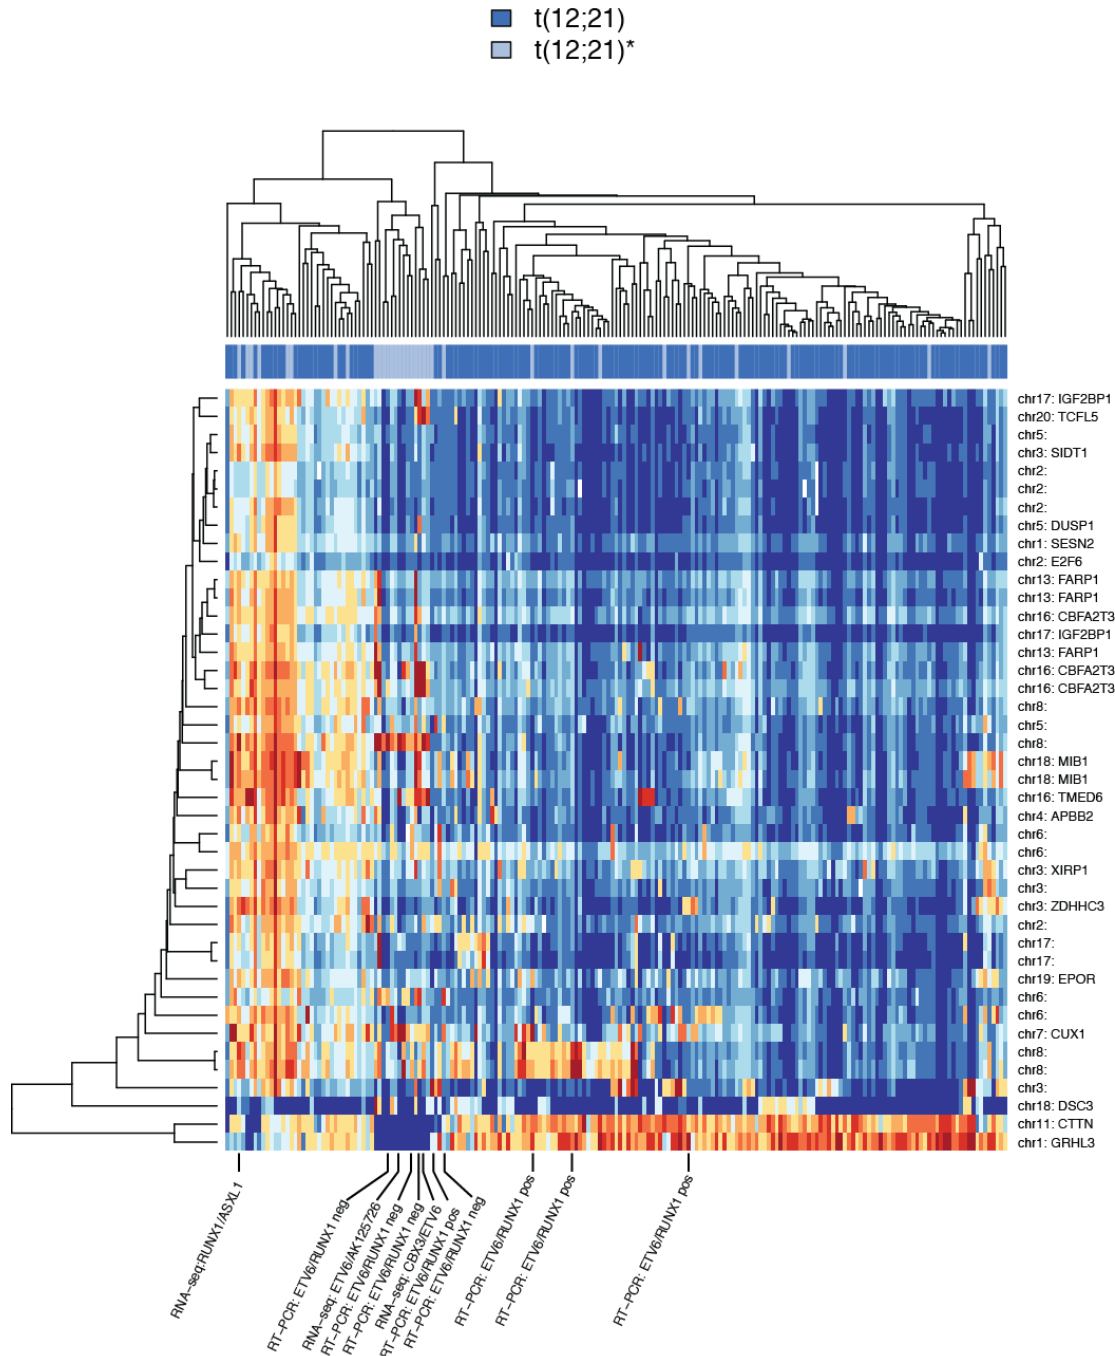 t(12;21)
t(12;21)*
chr17: IGF2BP1
chr20: TCFL5
chr5:
chr3: SIDT1
chr2:
chr2:
chr2:
chr5: DUSP1
chr1: SESN2
chr2: E2F6
chr13: FARP1
chr13: FARP1
chr16: CBFA2T3
chr17: IGF2BP1
chr13: FARP1
chr16: CBFA2T3
chr16: CBFA2T3
chr8:
chr5:
chr8:
chr18: MIB1
chr18: MIB1
chr16: TMED6
chr4: APBB2
chr6:
chr6:
chr3: XIRP1
chr3:
chr3: ZDHHC3
chr2:
chr17:
chr17:
chr19: EPOR
chr6:
chr6:
chr7: CUX1
chr8:
chr8:
chr3:
chr18: DSC3
chr11: CTTN
chr1: GRHL3
RNA-seq:RUNX1/ASXL1
RT-PCR: ETV6/RUNX1 neg
RNA-seq: ETV6/AK125726
RT-PCR: ETV6/RUNX1 neg
RT-PCR: ETV6/RUNX1 neg
RNA-seq: CBX3/ETV6
RT-PCR: ETV6/RUNX1 pos
RT-PCR: ETV6/RUNX1 neg
RT-PCR: ETV6/RUNX1 pos
RT-PCR: ETV6/RUNX1 pos
RT-PCR: ETV6/RUNX1 pos